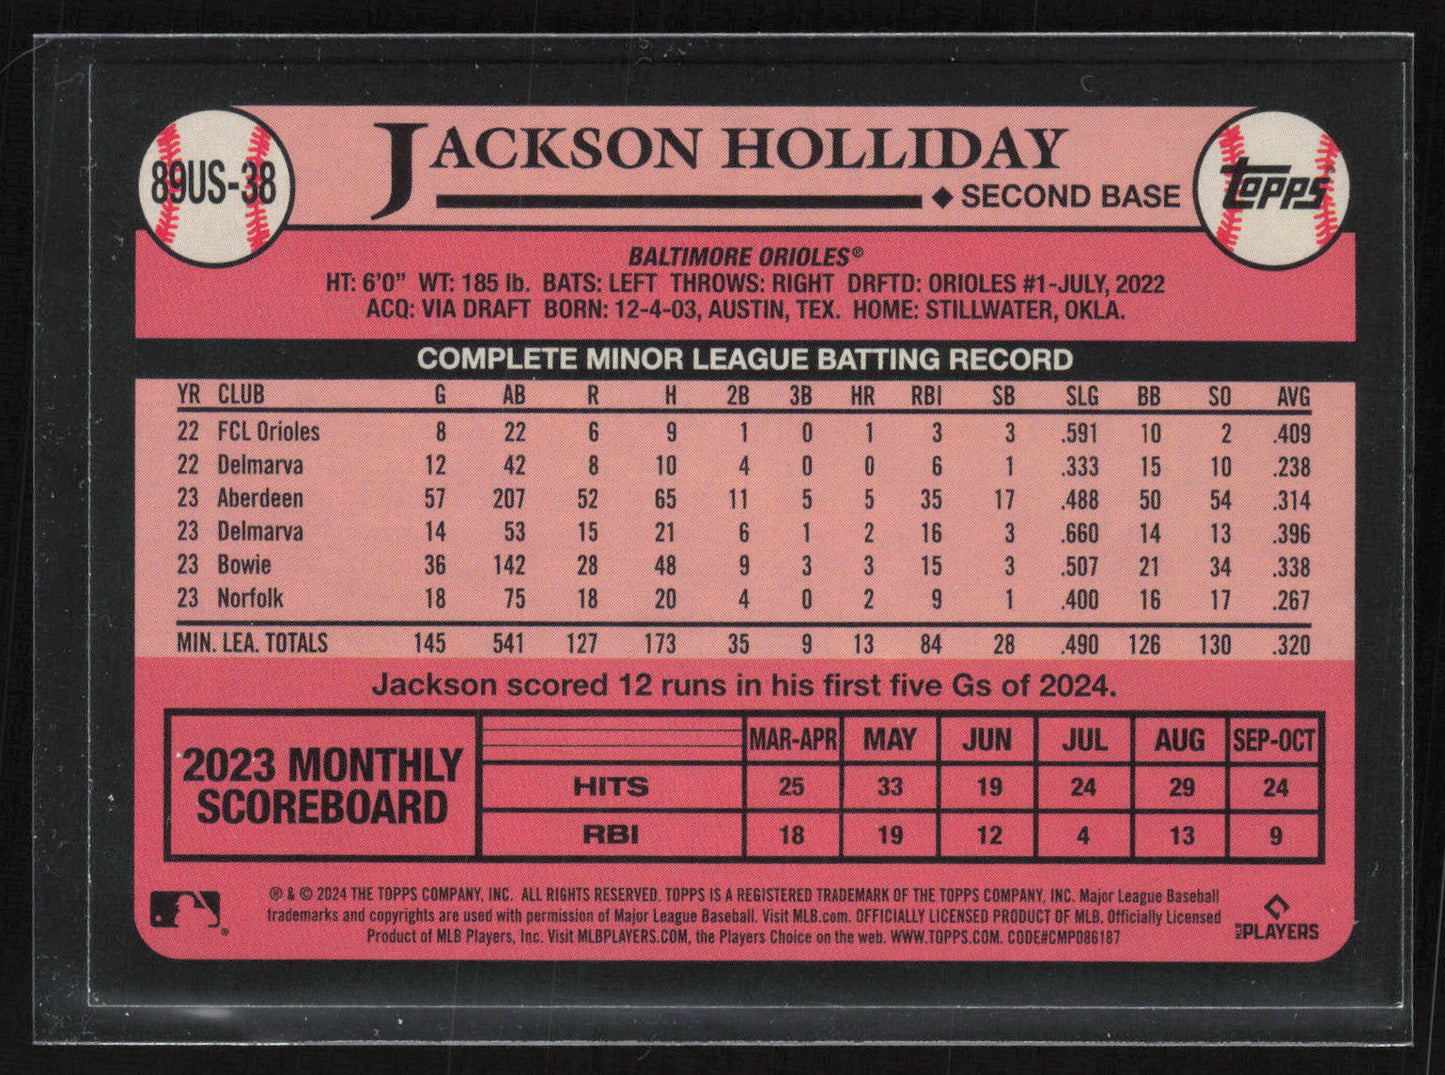 89US-38
JACKSON HOLLIDAY
◆ SECOND BASE
TOPPS®
BALTIMORE ORIOLES®
HT: 6'0" WT: 185 lb. BATS: LEFT THROWS: RIGHT DRFTD: ORIOLES #1-JULY, 2022
ACQ: VIA DRAFT BORN: 12-4-03, AUSTIN, TEX. HOME: STILLWATER, OKLA.
COMPLETE MINOR LEAGUE BATTING RECORD
YR CLUB G AB R H 2B 3B HR RBI SB SLG BB SO AVG
22 FCL Orioles 8 22 6 9 1 0 1 3 3 .591 10 2 .409
22 Delmarva 12 42 8 10 4 0 0 6 1 .333 15 10 .238
23 Aberdeen 57 207 52 65 11 5 5 35 17 .488 50 54 .314
23 Delmarva 14 53 15 21 6 1 2 16 3 .660 14 13 .396
23 Bowie 36 142 28 48 9 3 3 15 3 .507 21 34 .338
23 Norfolk 18 75 18 20 4 0 2 9 1 .400 16 17 .267
MIN. LEA. TOTALS 145 541 127 173 35 9 13 84 28 .490 126 130 .320
Jackson scored 12 runs in his first five Gs of 2024.
2023 MONTHLY
SCOREBOARD
MAR-APR MAY JUN JUL AUG SEP-OCT
HITS 25 33 19 24 29 24
RBI 18 19 12 4 13 9
® & © 2024 THE TOPPS COMPANY, INC. ALL RIGHTS RESERVED. TOPPS IS A REGISTERED TRADEMARK OF THE TOPPS COMPANY, INC. Major League Baseball
trademarks and copyrights are used with permission of Major League Baseball. Visit MLB.com. OFFICIALLY LICENSED PRODUCT OF MLB. Officially Licensed
Product of MLB Players, Inc. Visit MLBPLAYERS.COM, the Players Choice on the web. WWW.TOPPS.COM. CODE#CMP086187
®
MLB PLAYERS